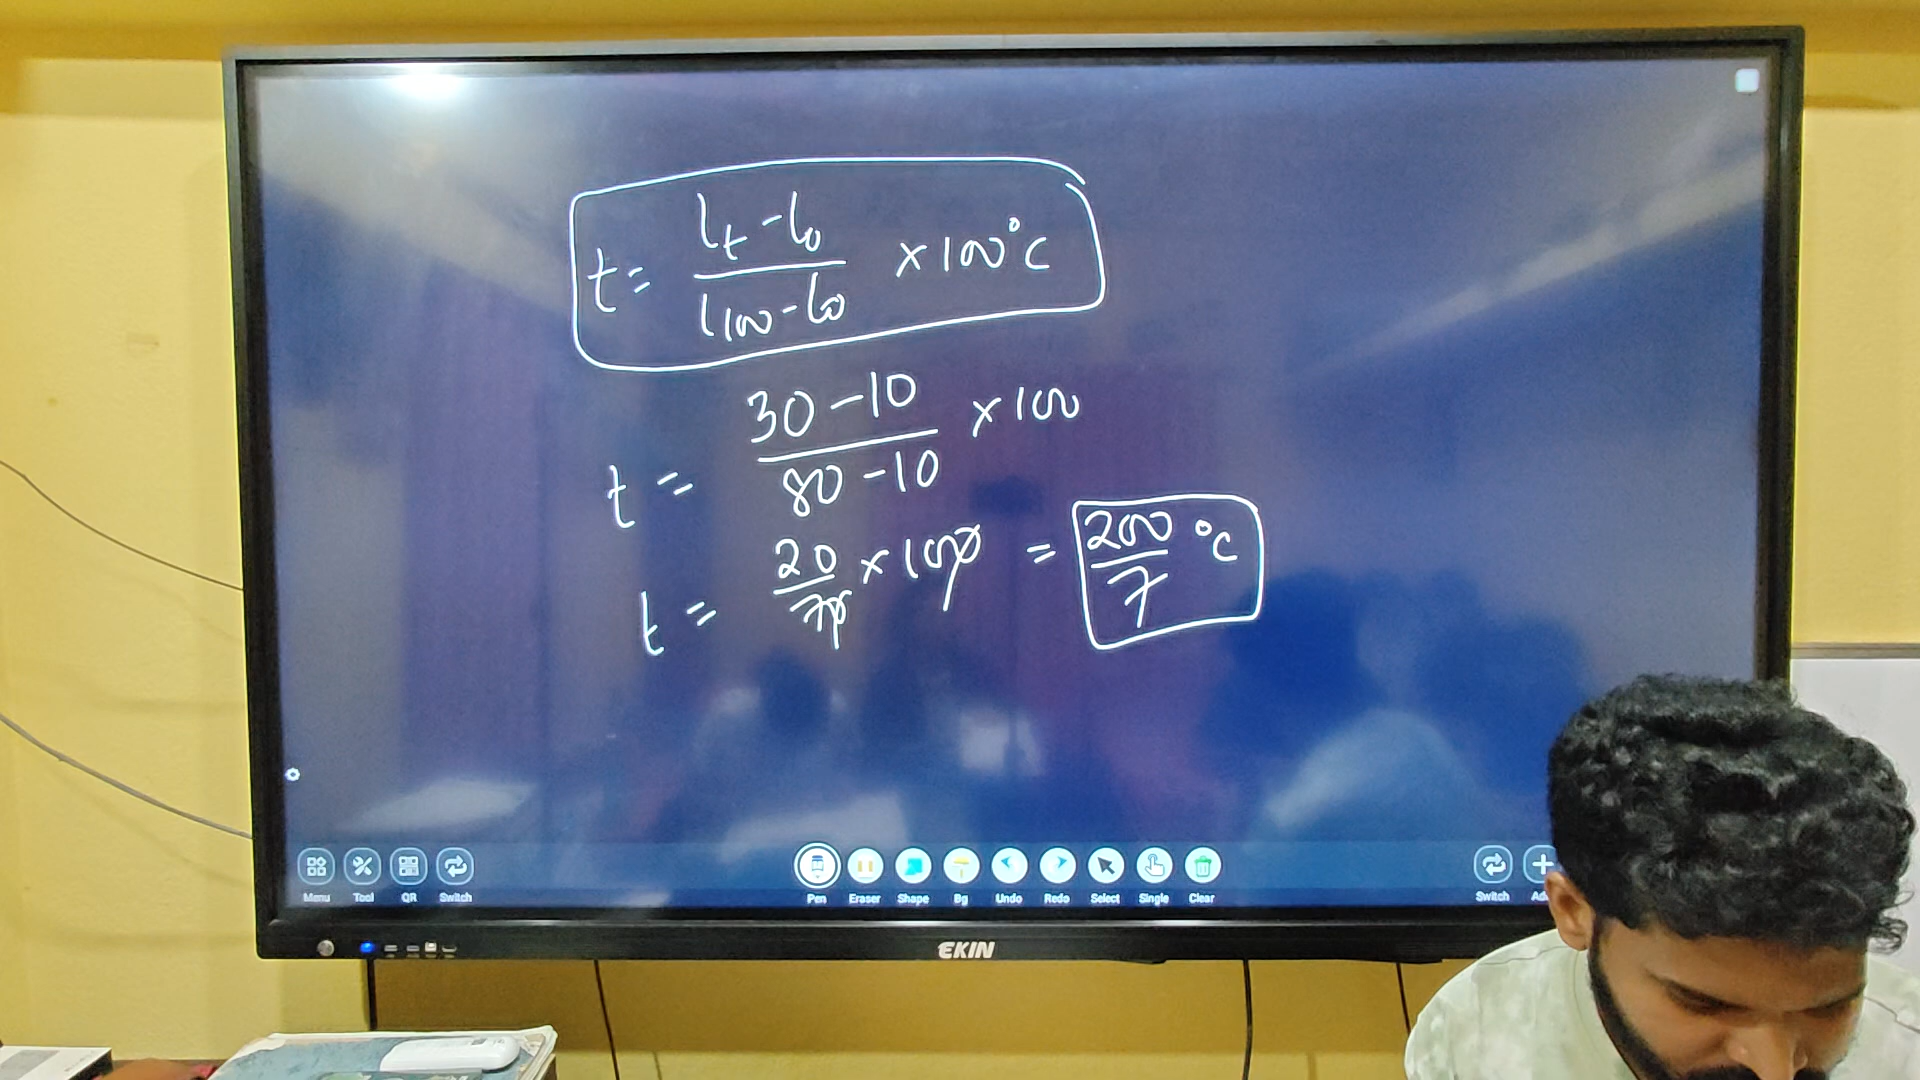 t = (l_t - l_0) / (l_100 - l_0) × 100°C
t = (30 - 10) / (80 - 10) × 100
t = 20/70 × 100 = 200/7 °C
Menu Tool QR Switch Pen Eraser Shape Bg Undo Redo Select Single Clear Switch
EKIN